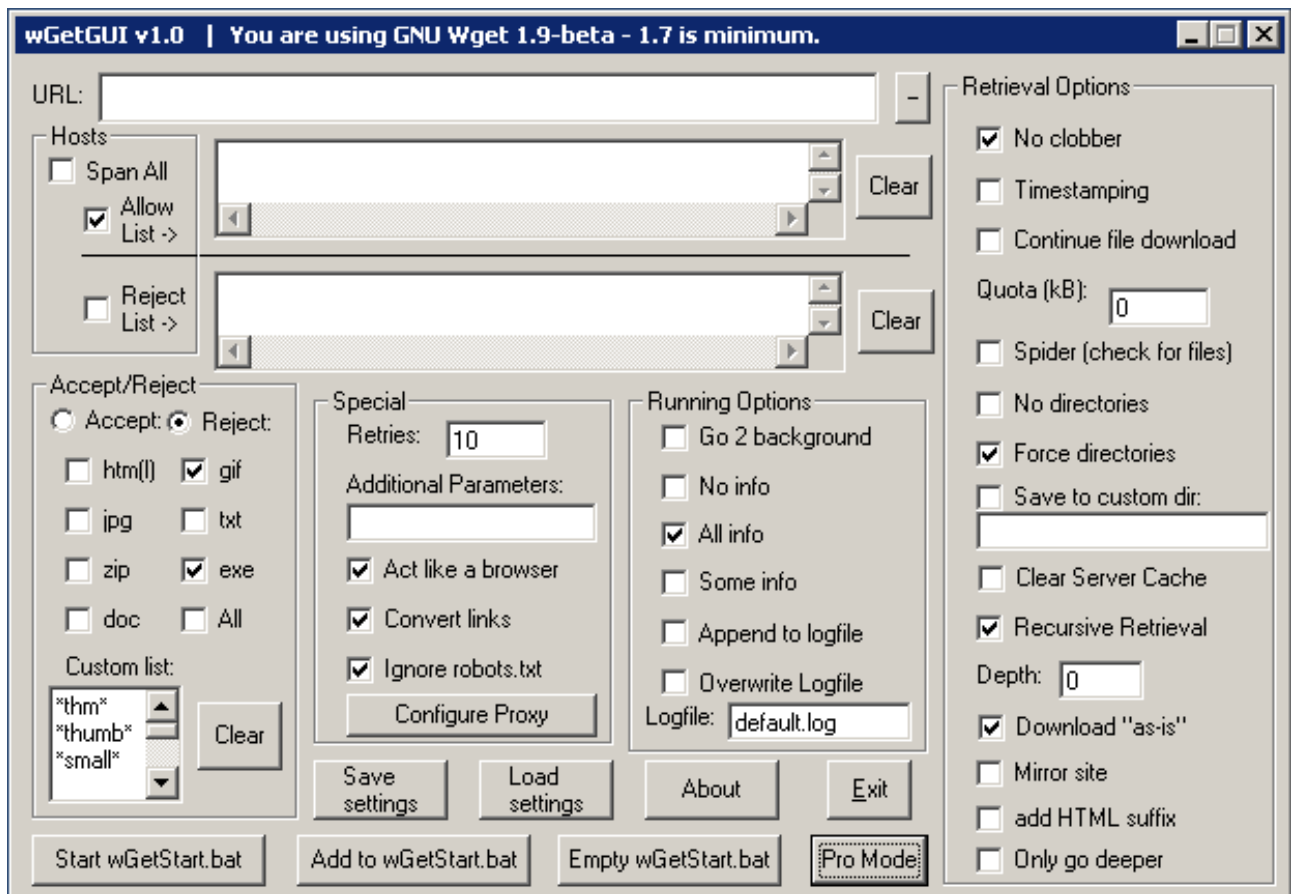 wGetGUI v1.0 | You are using GNU Wget 1.9-beta - 1.7 is minimum.
URL:
-
Hosts
Span All
Allow
List ->
Clear
Reject
List ->
Clear
Accept/Reject
Accept: Reject:
htm(l) gif
jpg txt
zip exe
doc All
Custom list:
*thm*
*thumb*
*small*
Clear
Special
Retries: 10
Additional Parameters:
Act like a browser
Convert links
Ignore robots.txt
Configure Proxy
Running Options
Go 2 background
No info
All info
Some info
Append to logfile
Overwrite Logfile
Logfile: default.log
Save
settings
Load
settings
About
Exit
Start wGetStart.bat
Add to wGetStart.bat
Empty wGetStart.bat
Pro Mode
Retrieval Options
No clobber
Timestamping
Continue file download
Quota (kB): 0
Spider (check for files)
No directories
Force directories
Save to custom dir:
Clear Server Cache
Recursive Retrieval
Depth: 0
Download "as-is"
Mirror site
add HTML suffix
Only go deeper